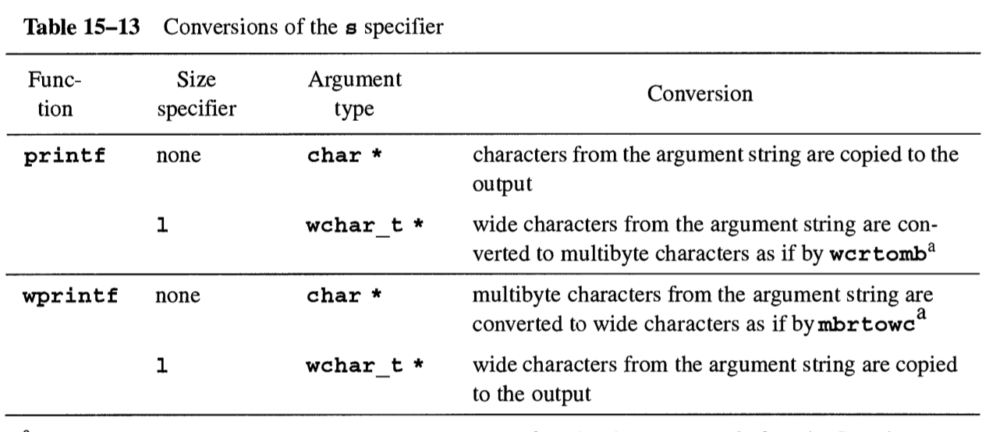 Table 15–13 Conversions of the s specifier
Func-
tion
Size
specifier
Argument
type
Conversion
printf none char * characters from the argument string are copied to the
output
l wchar_t * wide characters from the argument string are con-
verted to multibyte characters as if by wcrtomb^a
wprintf none char * multibyte characters from the argument string are
converted to wide characters as if by mbrtowc^a
l wchar_t * wide characters from the argument string are copied
to the output